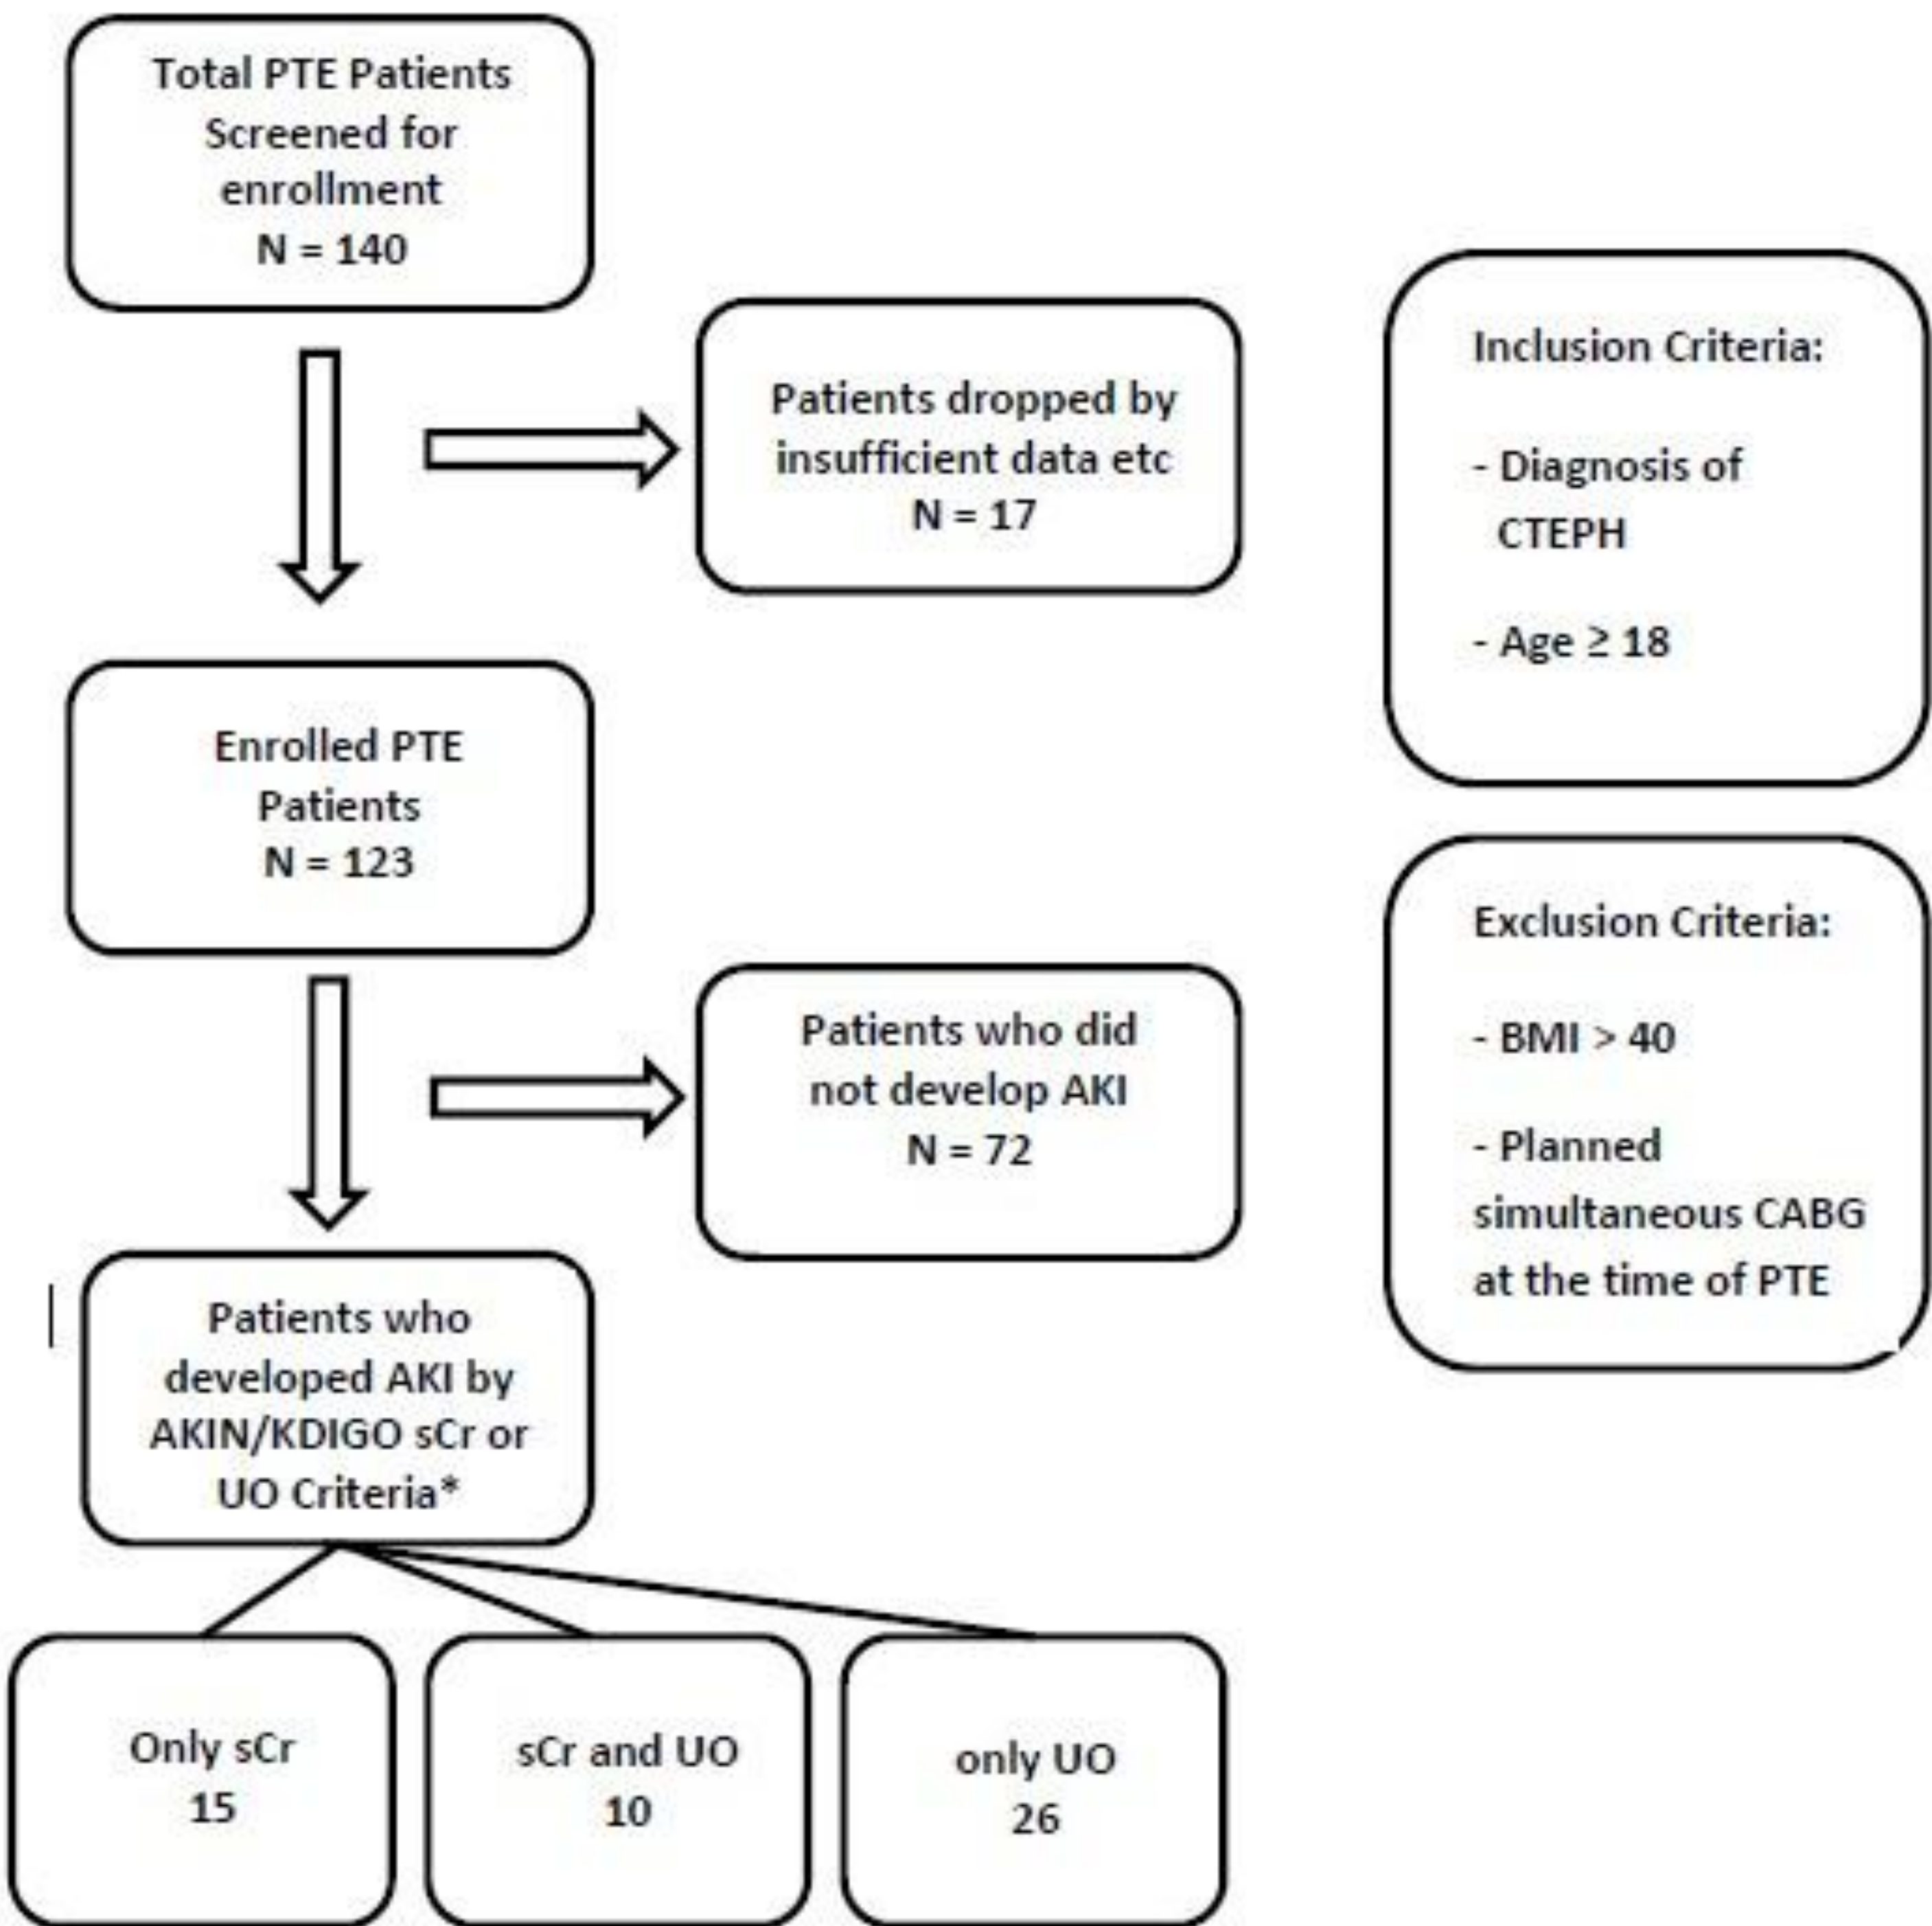 Total PTE Patients
Screened for
enrollment
N = 140
Patients dropped by
insufficient data etc
N = 17
Enrolled PTE
Patients
N = 123
Patients who did
not develop AKI
N = 72
Patients who
developed AKI by
AKIN/KDIGO sCr or
UO Criteria*
Only sCr
15
sCr and UO
10
only UO
26
Inclusion Criteria:
- Diagnosis of
CTEPH
- Age ≥ 18
Exclusion Criteria:
- BMI > 40
- Planned
simultaneous CABG
at the time of PTE